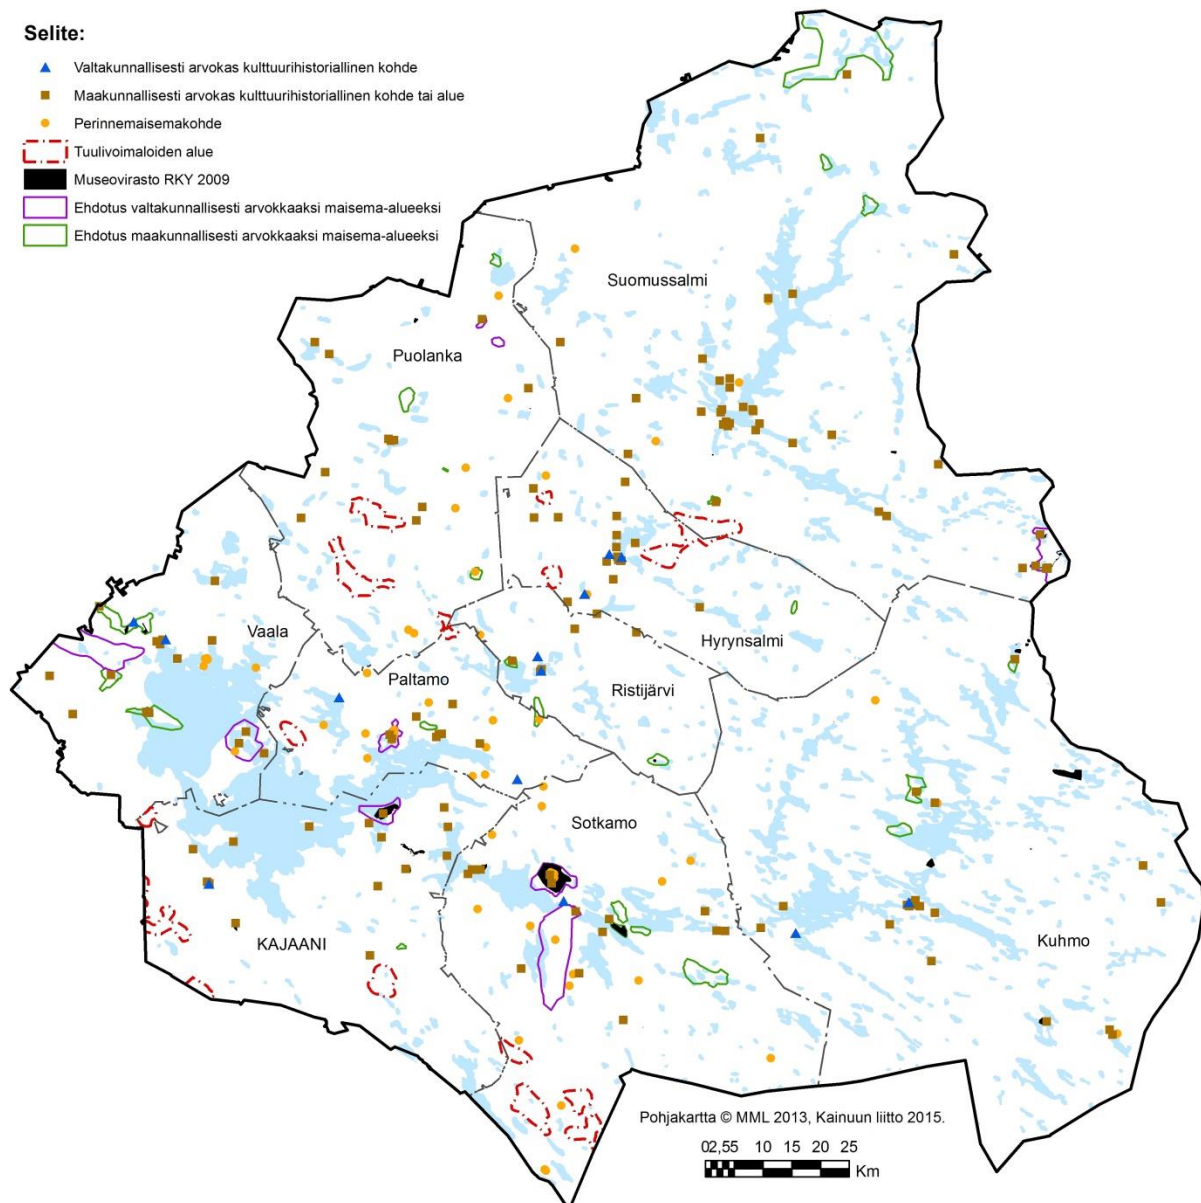 Selite:
Valtakunnallisesti arvokas kulttuurihistoriallinen kohde
Maakunnallisesti arvokas kulttuurihistoriallinen kohde tai alue
Perinnemaisemakohde
Tuulivoimaloiden alue
Museovirasto RKY 2009
Ehdotus valtakunnallisesti arvokkaaksi maisema-alueeksi
Ehdotus maakunnallisesti arvokkaaksi maisema-alueeksi
Suomussalmi
Puolanka
Vaala
Hyrynsalmi
Paltamo
Ristijärvi
Sotkamo
KAJAANI
Kuhmo
Pohjakartta © MML 2013, Kainuun liitto 2015.
02,55 10 15 20 25
Km